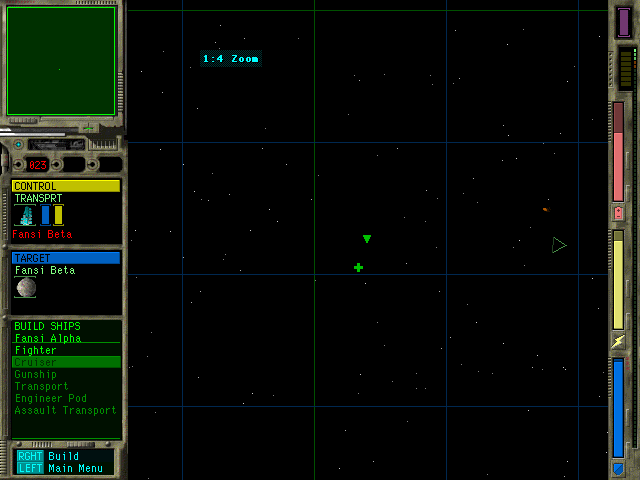 1:4 Zoom
023
CONTROL
TRANSPRT
Fansi Beta
TARGET
Fansi Beta
BUILD SHIPS
Fansi Alpha
Fighter
Cruiser
Gunship
Transport
Engineer Pod
Assault Transport
RGHT Build
LEFT Main Menu